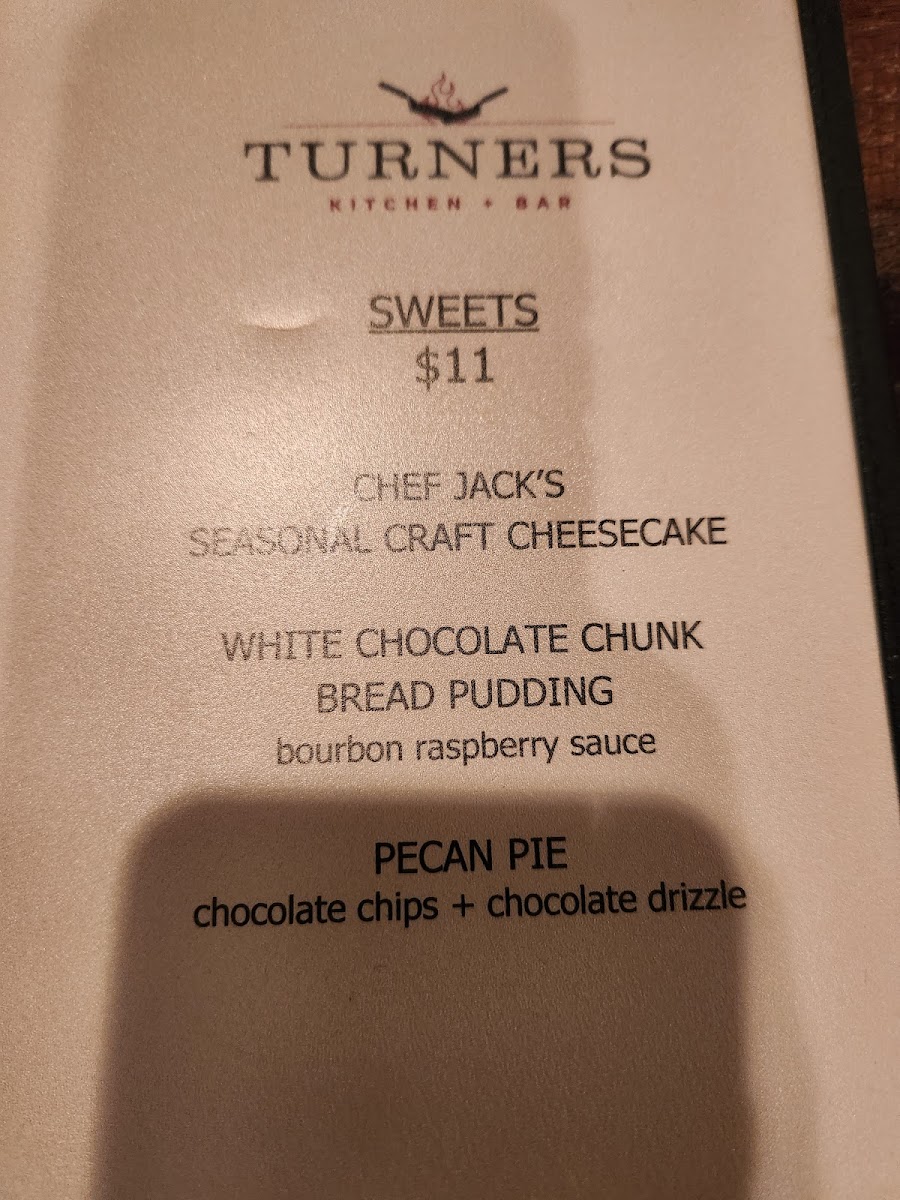 TURNERS
KITCHEN + BAR
SWEETS
$11
CHEF JACK'S
SEASONAL CRAFT CHEESECAKE
WHITE CHOCOLATE CHUNK
BREAD PUDDING
bourbon raspberry sauce
PECAN PIE
chocolate chips + chocolate drizzle